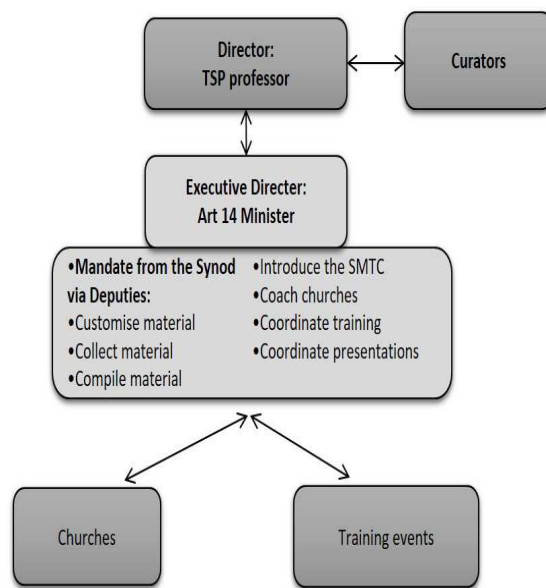 Director:
TSP professor
Curators
Executive Directer:
Art 14 Minister
•Mandate from the Synod
via Deputies:
•Customise material
•Collect material
•Compile material
•Introduce the SMTC
•Coach churches
•Coordinate training
•Coordinate presentations
Churches
Training events